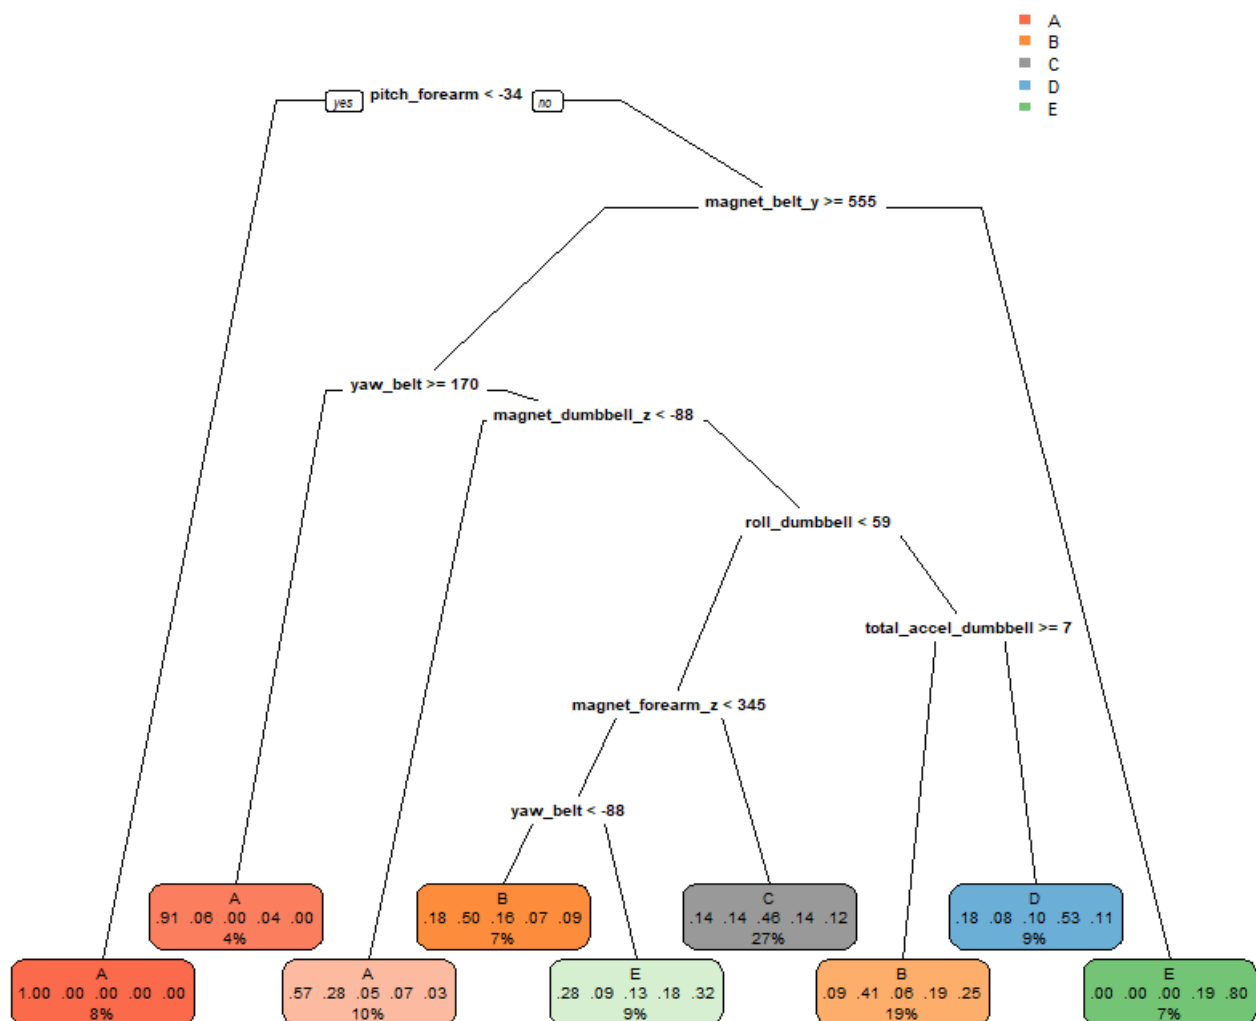 A
B
C
D
E
yes pitch_forearm < -34 no
magnet_belt_y >= 555
yaw_belt >= 170
magnet_dumbbell_z < -88
roll_dumbbell < 59
total_accel_dumbbell >= 7
magnet_forearm_z < 345
yaw_belt < -88
A
.91 .06 .00 .04 .00
4%
B
.18 .50 .16 .07 .09
7%
C
.14 .14 .46 .14 .12
27%
D
.18 .08 .10 .53 .11
9%
A
1.00 .00 .00 .00 .00
8%
A
.57 .28 .05 .07 .03
10%
E
.28 .09 .13 .18 .32
9%
B
.09 .41 .06 .19 .25
19%
E
.00 .00 .00 .19 .80
7%